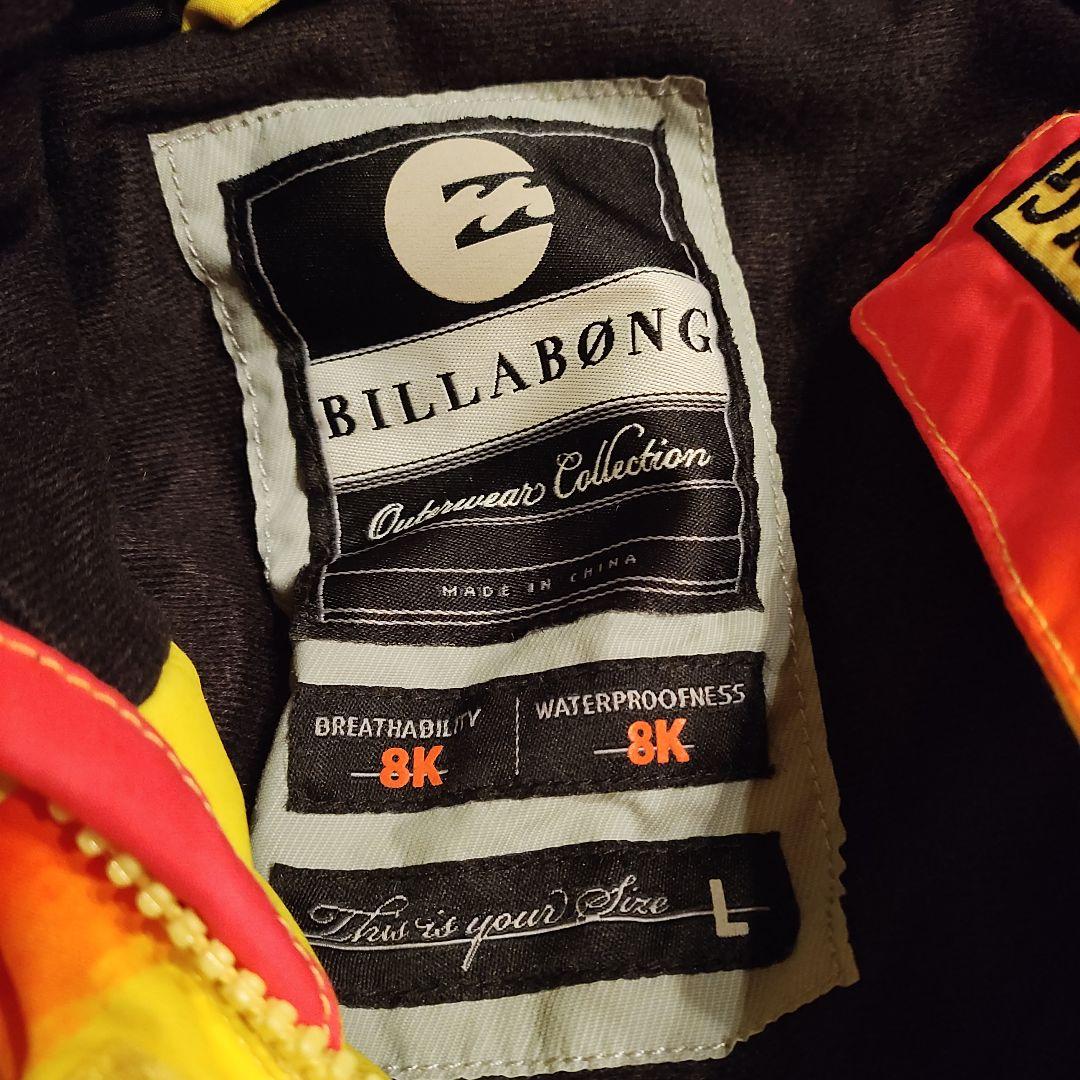 BILLABØNG
Outerwear Collection
MADE IN CHINA
BREATHABILITY
8K
WATERPROOFNESS
8K
This is your Size L